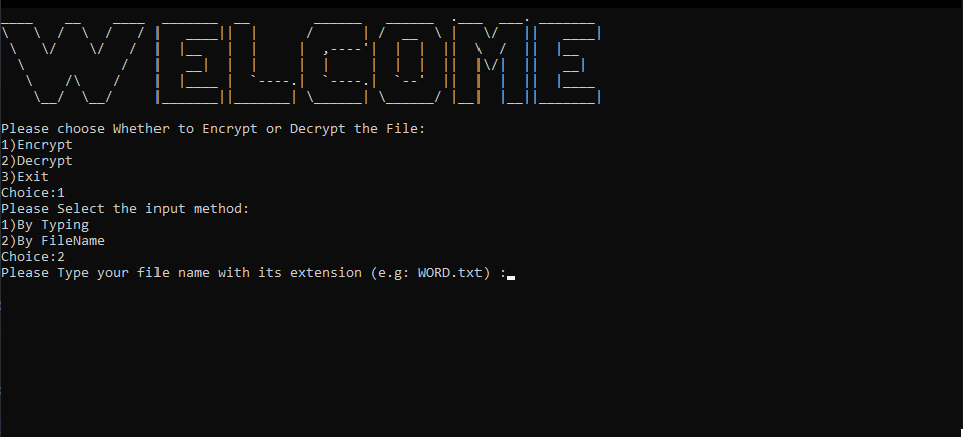 WELCOME
Please choose Whether to Encrypt or Decrypt the File:
1)Encrypt
2)Decrypt
3)Exit
Choice:1
Please Select the input method:
1)By Typing
2)By FileName
Choice:2
Please Type your file name with its extension (e.g: WORD.txt) :